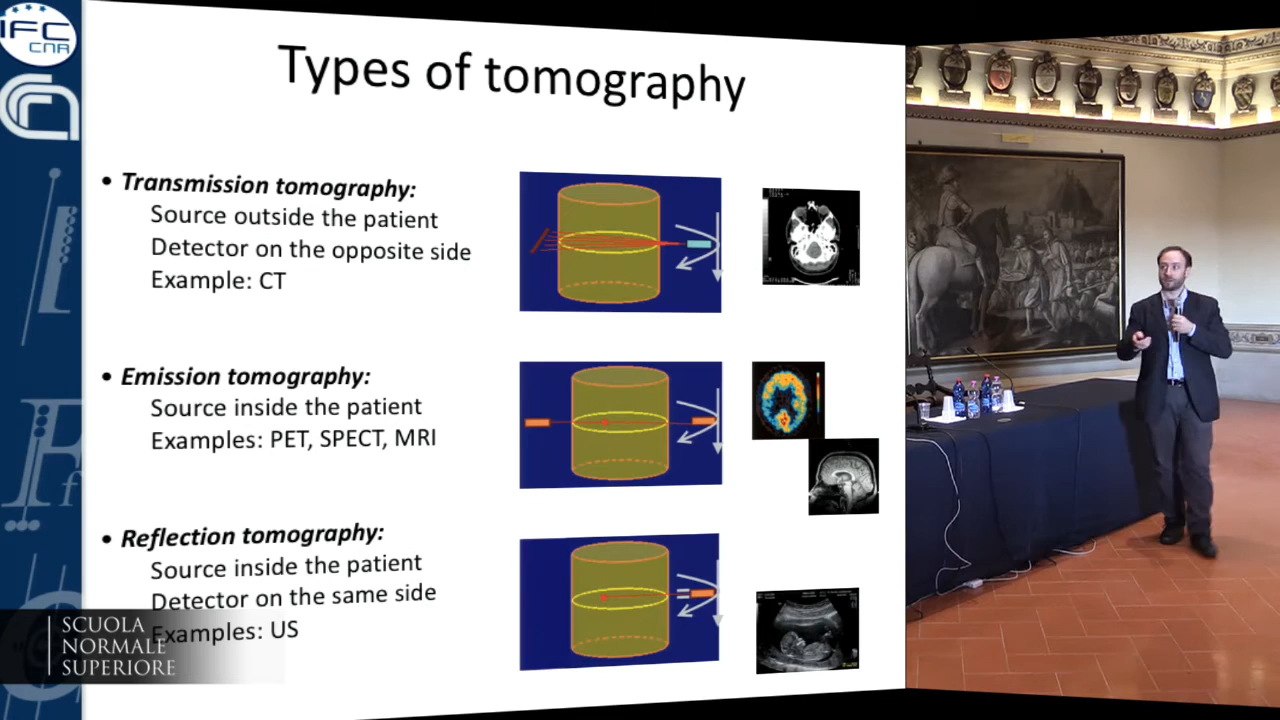 IFC
CNR
Types of tomography
• Transmission tomography:
Source outside the patient
Detector on the opposite side
Example: CT
• Emission tomography:
Source inside the patient
Examples: PET, SPECT, MRI
• Reflection tomography:
Source inside the patient
Detector on the same side
Examples: US
SCUOLA
NORMALE
SUPERIORE